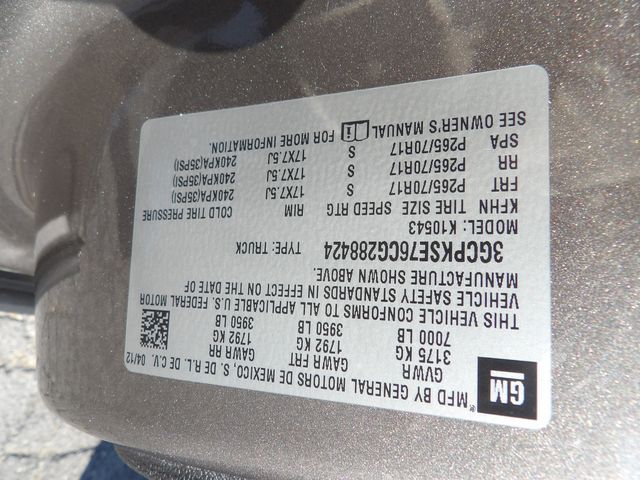 GM
MFD BY GENERAL MOTORS DE MEXICO, S. DE R.L. DE C.V. 04/12
GVWR GAWR FRT GAWR RR
3175 KG 1792 KG 1792 KG
7000 LB 3950 LB 3950 LB
THIS VEHICLE CONFORMS TO ALL APPLICABLE U.S. FEDERAL MOTOR
VEHICLE SAFETY STANDARDS IN EFFECT ON THE DATE OF
MANUFACTURE SHOWN ABOVE.
3GCPKSE76CG288424 TYPE: TRUCK
MODEL: K10543
KFHN TIRE SIZE SPEED RTG RIM COLD TIRE PRESSURE
FRT P265/70R17 S 17X7.5J 240KPA(35PSI)
RR P265/70R17 S 17X7.5J 240KPA(35PSI)
SPA P265/70R17 S 17X7.5J 240KPA(35PSI)
SEE OWNER'S MANUAL FOR MORE INFORMATION.